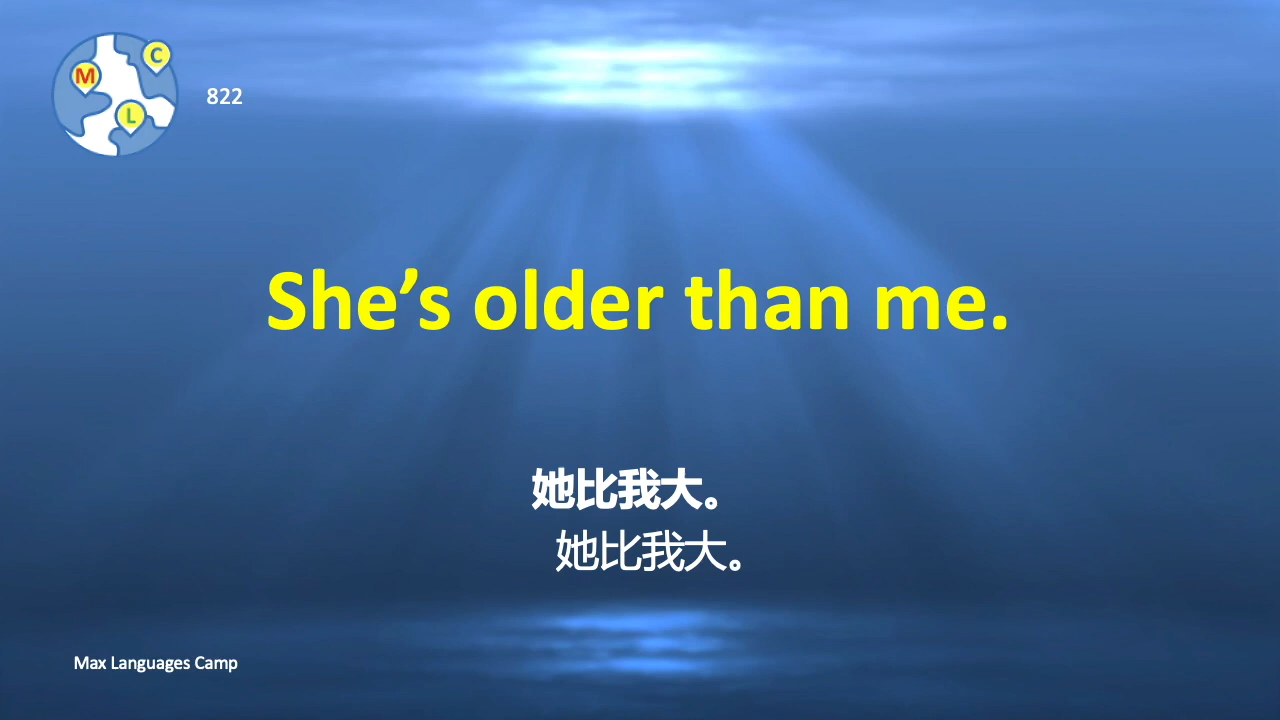 C
M
L
822
She’s older than me.
她比我大。
她比我大。
Max Languages Camp